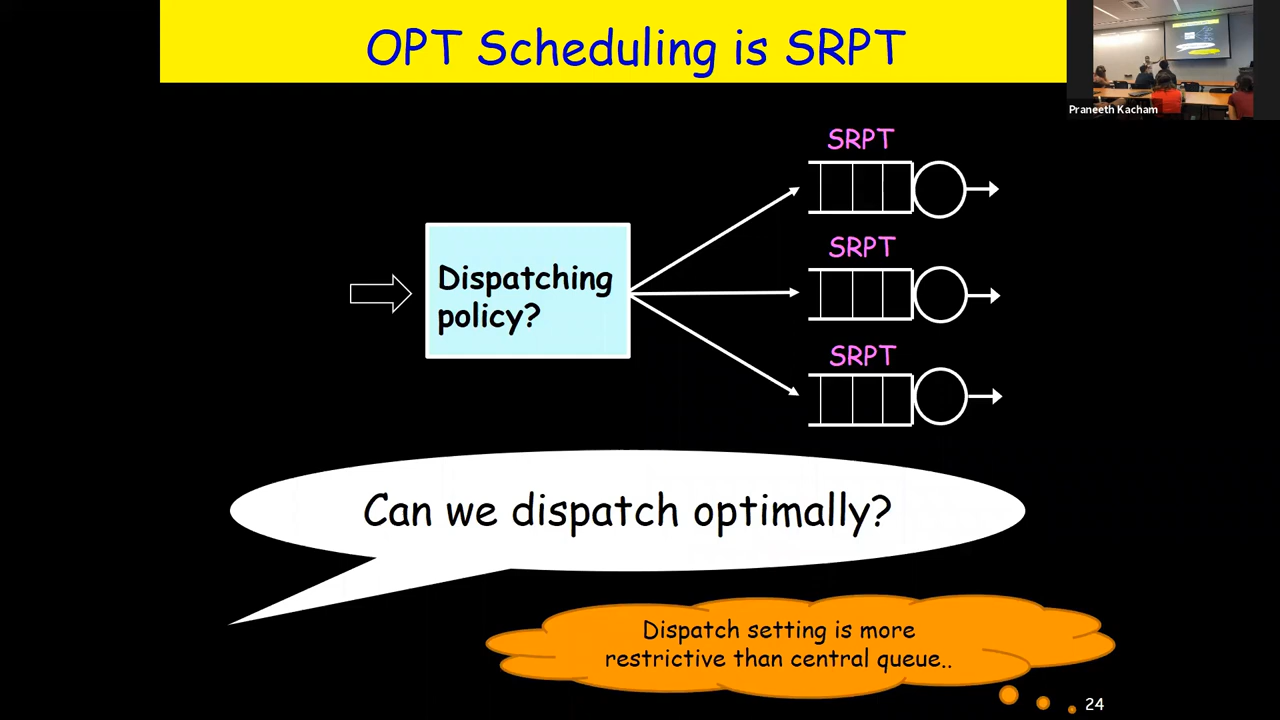 OPT Scheduling is SRPT
Praneeth Kacham
SRPT
SRPT
SRPT
Dispatching
policy?
Can we dispatch optimally?
Dispatch setting is more
restrictive than central queue..
24